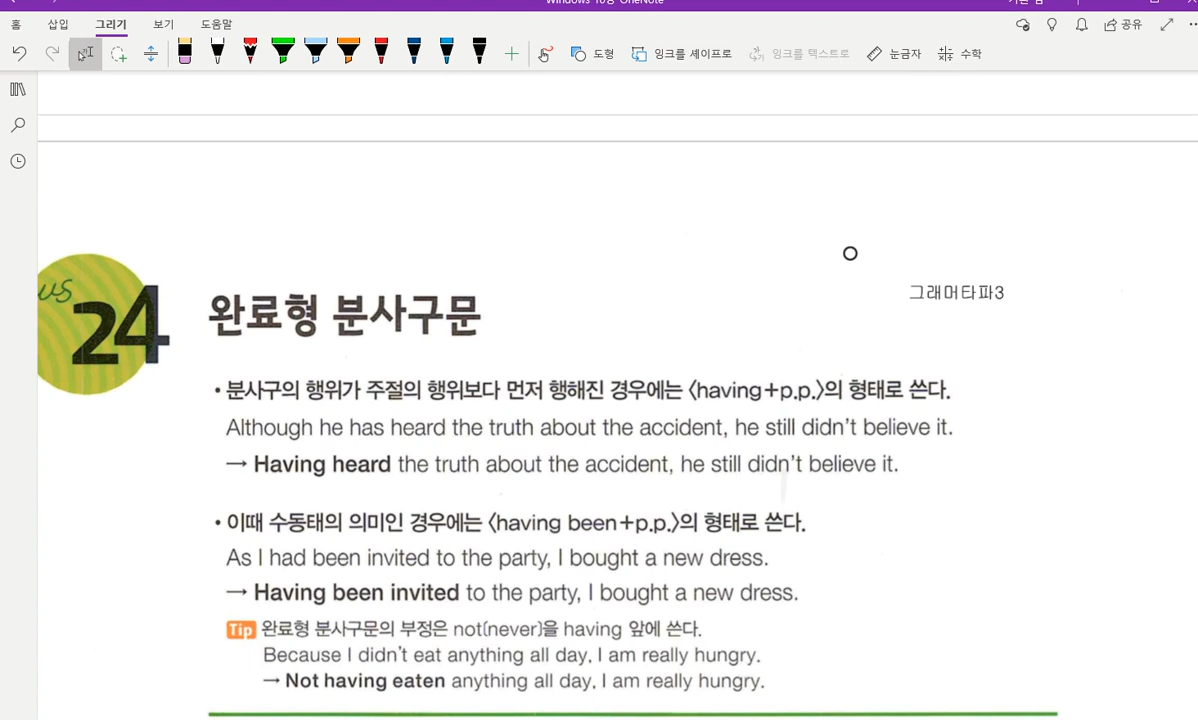 홈 삽입 그리기 보기 도움말
공유
도형 잉크를 셰이프로 잉크를 텍스트로 눈금자 수학
us
24 완료형 분사구문
그래머타파3
• 분사구의 행위가 주절의 행위보다 먼저 행해진 경우에는 〈having+p.p.〉의 형태로 쓴다.
Although he has heard the truth about the accident, he still didn't believe it.
→ Having heard the truth about the accident, he still didn't believe it.
• 이때 수동태의 의미인 경우에는 〈having been+p.p.〉의 형태로 쓴다.
As I had been invited to the party, I bought a new dress.
→ Having been invited to the party, I bought a new dress.
Tip 완료형 분사구문의 부정은 not(never)을 having 앞에 쓴다.
Because I didn't eat anything all day, I am really hungry.
→ Not having eaten anything all day, I am really hungry.